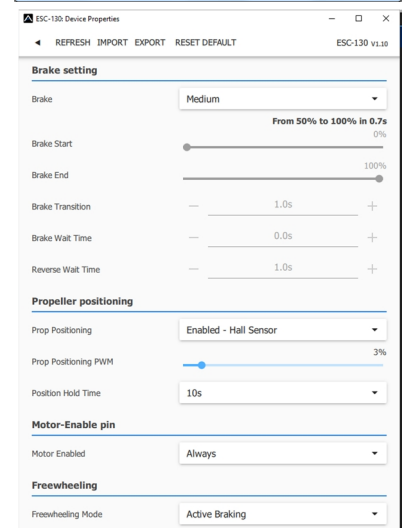 ESC-130: Device Properties
REFRESH IMPORT EXPORT RESET DEFAULT ESC-130 V1.10
Brake setting
Brake Medium
From 50% to 100% in 0.7s
0%
Brake Start
100%
Brake End
Brake Transition — 1.0s +
Brake Wait Time — 0.0s +
Reverse Wait Time — 1.0s +
Propeller positioning
Prop Positioning Enabled - Hall Sensor
3%
Prop Positioning PWM
Position Hold Time 10s
Motor-Enable pin
Motor Enabled Always
Freewheeling
Freewheeling Mode Active Braking